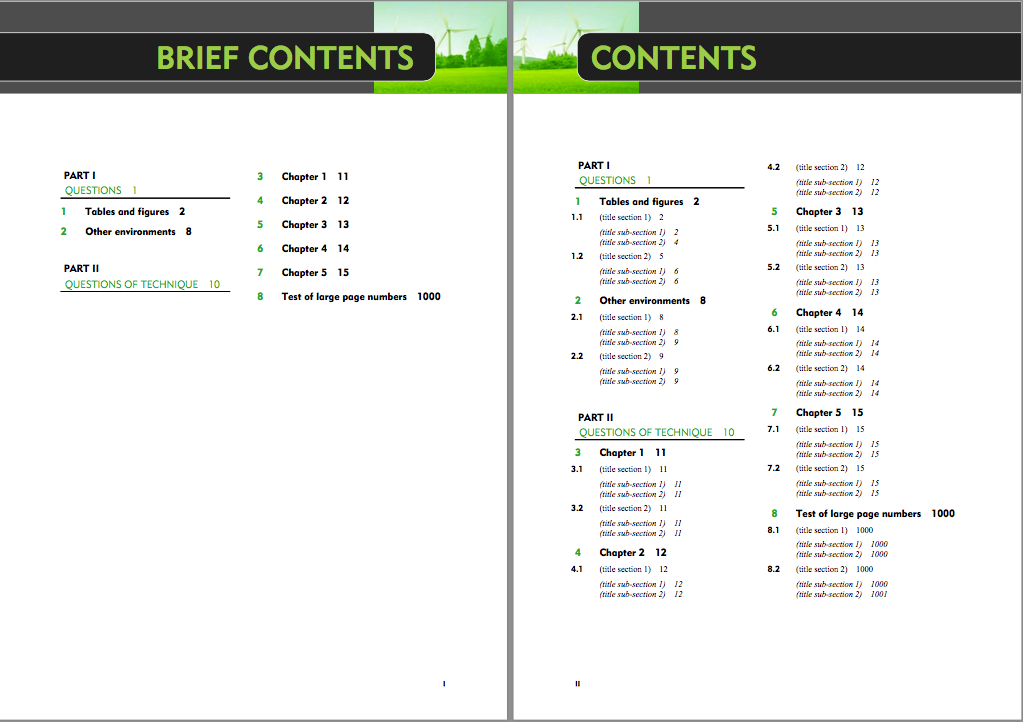 BRIEF CONTENTS
PART I
QUESTIONS 1
1 Tables and figures 2
2 Other environments 8
PART II
QUESTIONS OF TECHNIQUE 10
3 Chapter 1 11
4 Chapter 2 12
5 Chapter 3 13
6 Chapter 4 14
7 Chapter 5 15
8 Test of large page numbers 1000
I
CONTENTS
PART I
QUESTIONS 1
1 Tables and figures 2
1.1 (title section 1) 2
(title sub-section 1) 2
(title sub-section 2) 4
1.2 (title section 2) 5
(title sub-section 1) 6
(title sub-section 2) 6
2 Other environments 8
2.1 (title section 1) 8
(title sub-section 1) 8
(title sub-section 2) 9
2.2 (title section 2) 9
(title sub-section 1) 9
(title sub-section 2) 9
PART II
QUESTIONS OF TECHNIQUE 10
3 Chapter 1 11
3.1 (title section 1) 11
(title sub-section 1) 11
(title sub-section 2) 11
3.2 (title section 2) 11
(title sub-section 1) 11
(title sub-section 2) 11
4 Chapter 2 12
4.1 (title section 1) 12
(title sub-section 1) 12
(title sub-section 2) 12
4.2 (title section 2) 12
(title sub-section 1) 12
(title sub-section 2) 12
5 Chapter 3 13
5.1 (title section 1) 13
(title sub-section 1) 13
(title sub-section 2) 13
5.2 (title section 2) 13
(title sub-section 1) 13
(title sub-section 2) 13
6 Chapter 4 14
6.1 (title section 1) 14
(title sub-section 1) 14
(title sub-section 2) 14
6.2 (title section 2) 14
(title sub-section 1) 14
(title sub-section 2) 14
7 Chapter 5 15
7.1 (title section 1) 15
(title sub-section 1) 15
(title sub-section 2) 15
7.2 (title section 2) 15
(title sub-section 1) 15
(title sub-section 2) 15
8 Test of large page numbers 1000
8.1 (title section 1) 1000
(title sub-section 1) 1000
(title sub-section 2) 1000
8.2 (title section 2) 1000
(title sub-section 1) 1000
(title sub-section 2) 1001
II